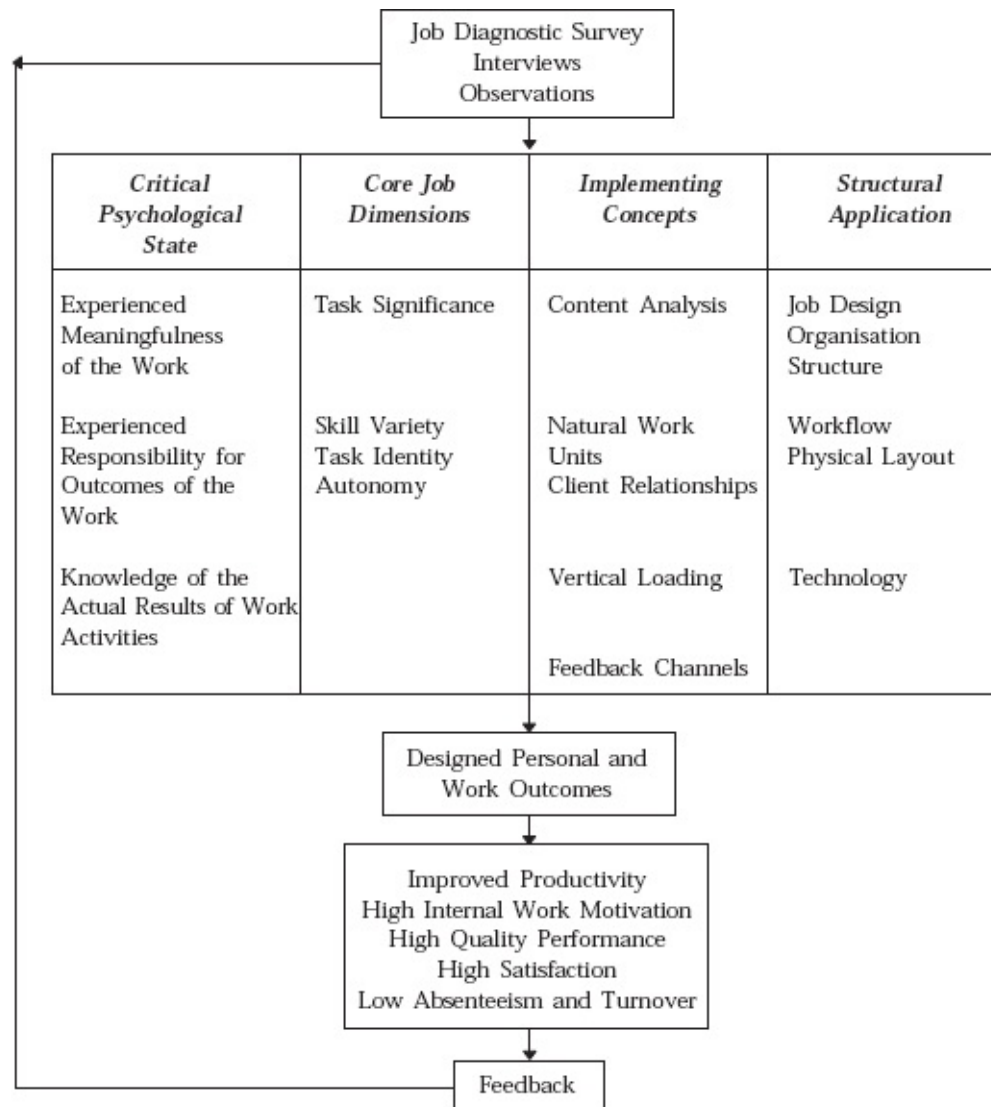 Job Diagnostic Survey
Interviews
Observations
Critical
Psychological
State
Core Job
Dimensions
Implementing
Concepts
Structural
Application
Experienced
Meaningfulness
of the Work
Task Significance
Content Analysis
Job Design
Organisation
Structure
Experienced
Responsibility for
Outcomes of the
Work
Skill Variety
Task Identity
Autonomy
Natural Work
Units
Client Relationships
Workflow
Physical Layout
Knowledge of the
Actual Results of Work
Activities
Vertical Loading
Technology
Feedback Channels
Designed Personal and
Work Outcomes
Improved Productivity
High Internal Work Motivation
High Quality Performance
High Satisfaction
Low Absenteeism and Turnover
Feedback